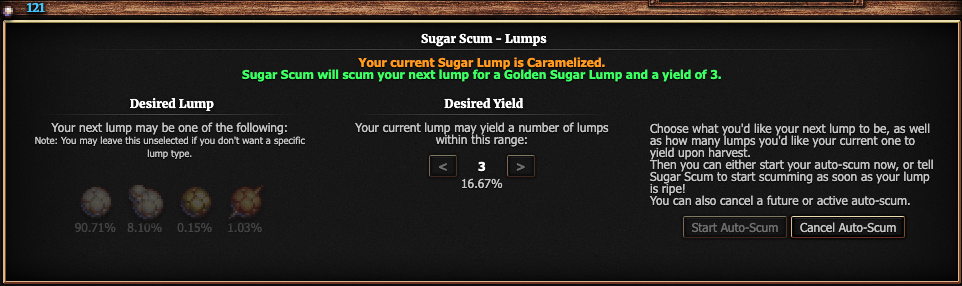 121
Sugar Scum - Lumps
Your current Sugar Lump is Caramelized.
Sugar Scum will scum your next lump for a Golden Sugar Lump and a yield of 3.
Desired Lump
Your next lump may be one of the following:
Note: You may leave this unselected if you don't want a specific
lump type.
90.71% 8.10% 0.15% 1.03%
Desired Yield
Your current lump may yield a number of lumps
within this range:
< 3 >
16.67%
Choose what you'd like your next lump to be, as well
as how many lumps you'd like your current one to
yield upon harvest.
Then you can either start your auto-scum now, or tell
Sugar Scum to start scumming as soon as your lump
is ripe!
You can also cancel a future or active auto-scum.
Start Auto-Scum Cancel Auto-Scum